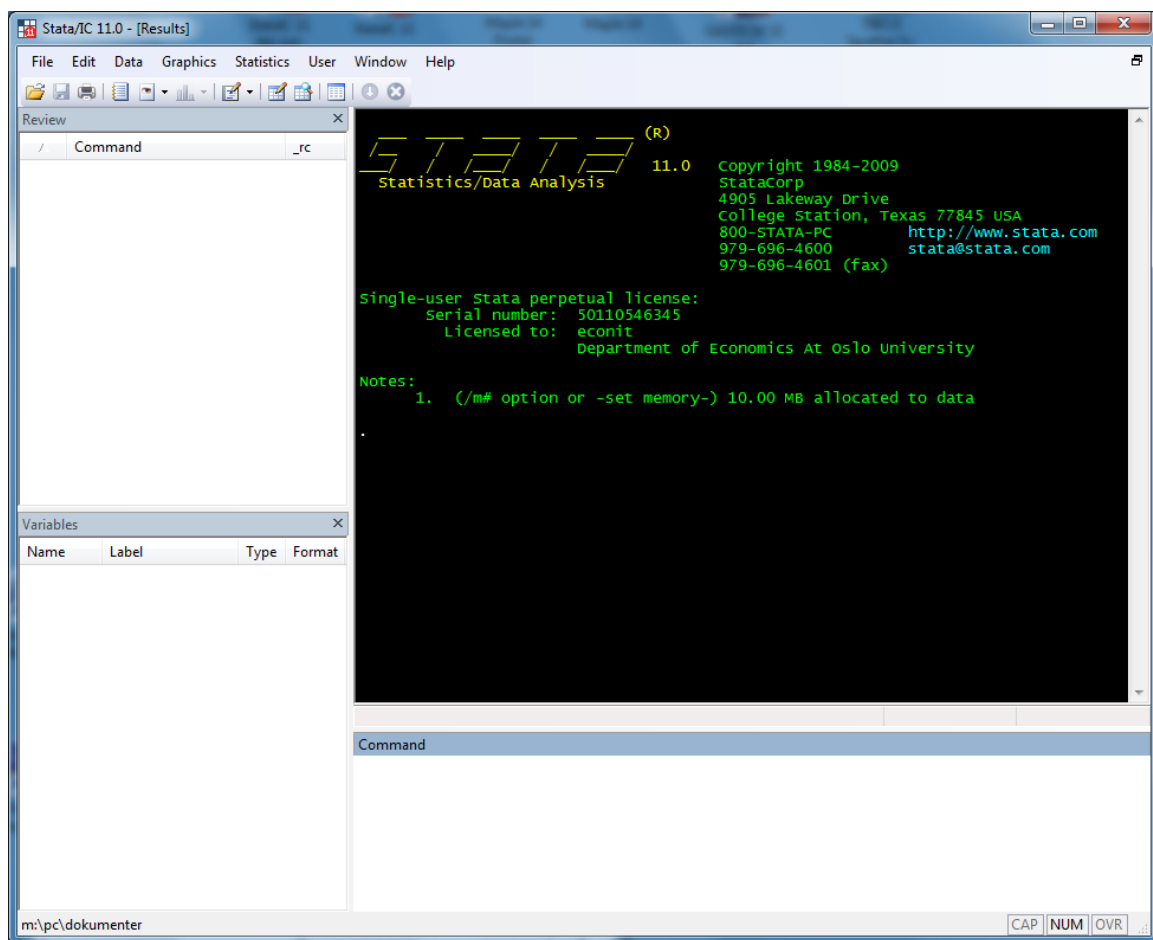 Stata/IC 11.0 - [Results]
File Edit Data Graphics Statistics User Window Help
Review
/ Command _rc
(R)
STATA 11.0 Copyright 1984-2009
Statistics/Data Analysis StataCorp
4905 Lakeway Drive
College Station, Texas 77845 USA
800-STATA-PC http://www.stata.com
979-696-4600 stata@stata.com
979-696-4601 (fax)
Single-user Stata perpetual license:
Serial number: 50110546345
Licensed to: econit
Department of Economics At Oslo University
Notes:
1. (/m# option or -set memory-) 10.00 MB allocated to data
.
Variables
Name Label Type Format
Command
m:\pc\dokumenter
CAP NUM OVR